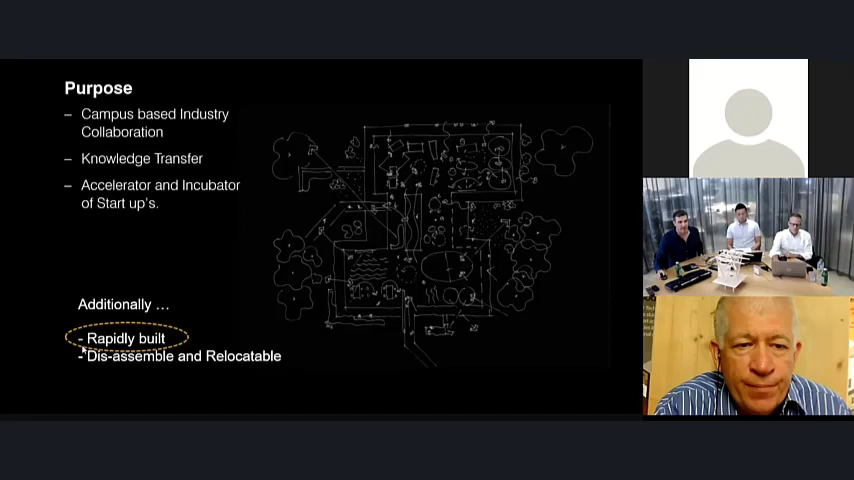 Purpose
– Campus based Industry
Collaboration
– Knowledge Transfer
– Accelerator and Incubator
of Start up's.
Additionally ...
- Rapidly built
- Dis-assemble and Relocatable